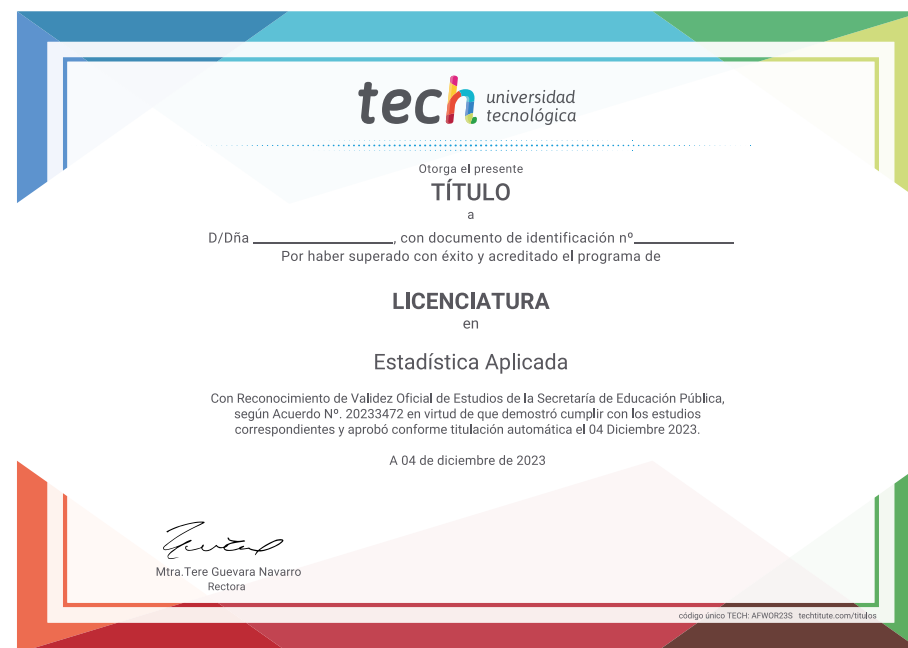 tech universidad
tecnológica
Otorga el presente
TÍTULO
a
D/Dña ____________________, con documento de identificación nº______________
Por haber superado con éxito y acreditado el programa de
LICENCIATURA
en
Estadística Aplicada
Con Reconocimiento de Validez Oficial de Estudios de la Secretaría de Educación Pública,
según Acuerdo Nº. 20233472 en virtud de que demostró cumplir con los estudios
correspondientes y aprobó conforme titulación automática el 04 Diciembre 2023.
A 04 de diciembre de 2023
Mtra.Tere Guevara Navarro
Rectora
código único TECH: AFWOR23S techtitute.com/titulos